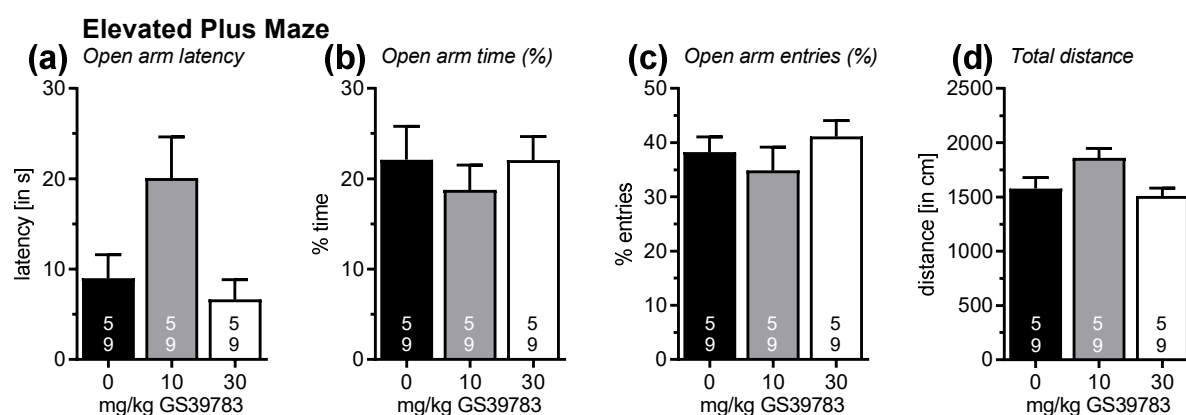 Elevated Plus Maze
(a) Open arm latency
latency [in s]
30
20
10
0
5 5 5
9 9 9
0 10 30
mg/kg GS39783
(b) Open arm time (%)
% time
30
20
10
0
5 5 5
9 9 9
0 10 30
mg/kg GS39783
(c) Open arm entries (%)
% entries
50
40
30
20
10
0
5 5 5
9 9 9
0 10 30
mg/kg GS39783
(d) Total distance
distance [in cm]
2500
2000
1500
1000
500
0
5 5 5
9 9 9
0 10 30
mg/kg GS39783